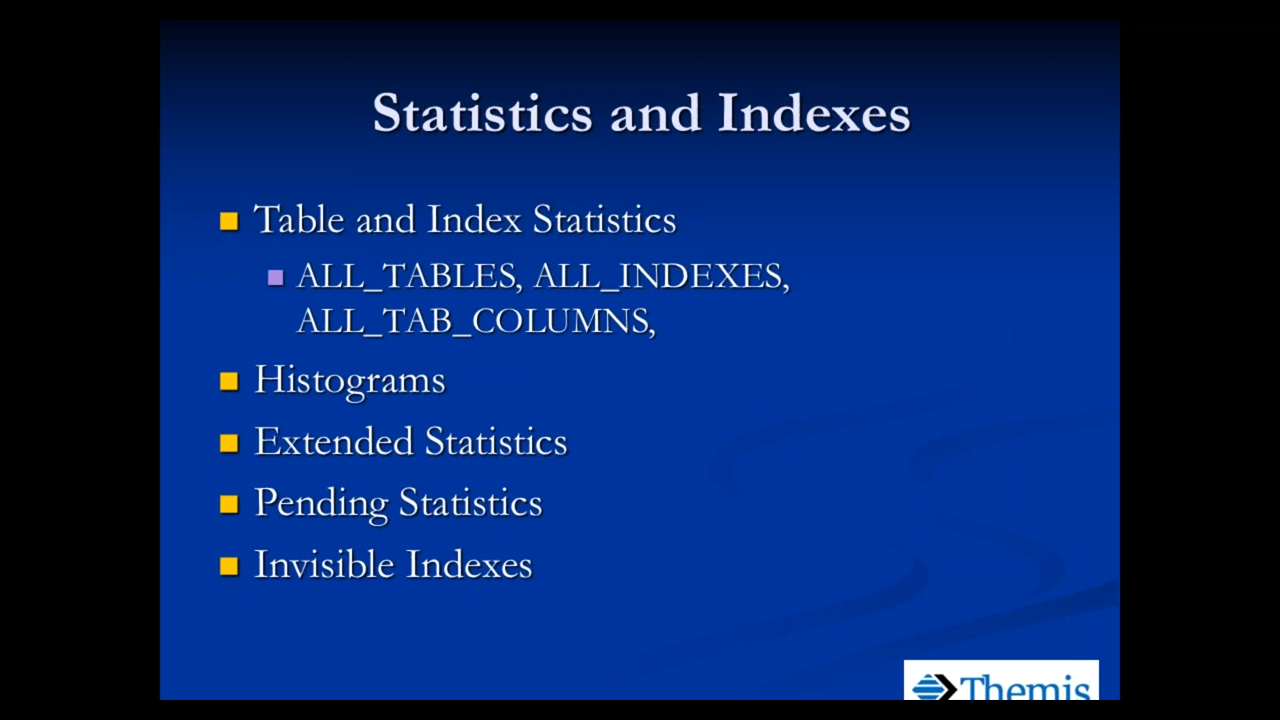 Statistics and Indexes
Table and Index Statistics
ALL_TABLES, ALL_INDEXES,
ALL_TAB_COLUMNS,
Histograms
Extended Statistics
Pending Statistics
Invisible Indexes
Themis